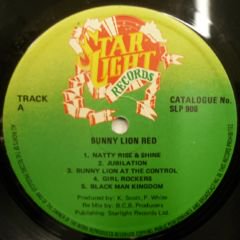 STAR
LIGHT
RECORDS
TRACK
A
CATALOGUE No.
SLP 900
BUNNY LION RED
1. NATTY RISE & SHINE
2. JUBILATION
3. BUNNY LION AT THE CONTROL
4. GIRL ROCKERS
5. BLACK MAN KINGDOM
Produced by: K. Scott, P. White
Re Mix by: B.C.B. Producers
Publishing: Starlight Records Ltd.